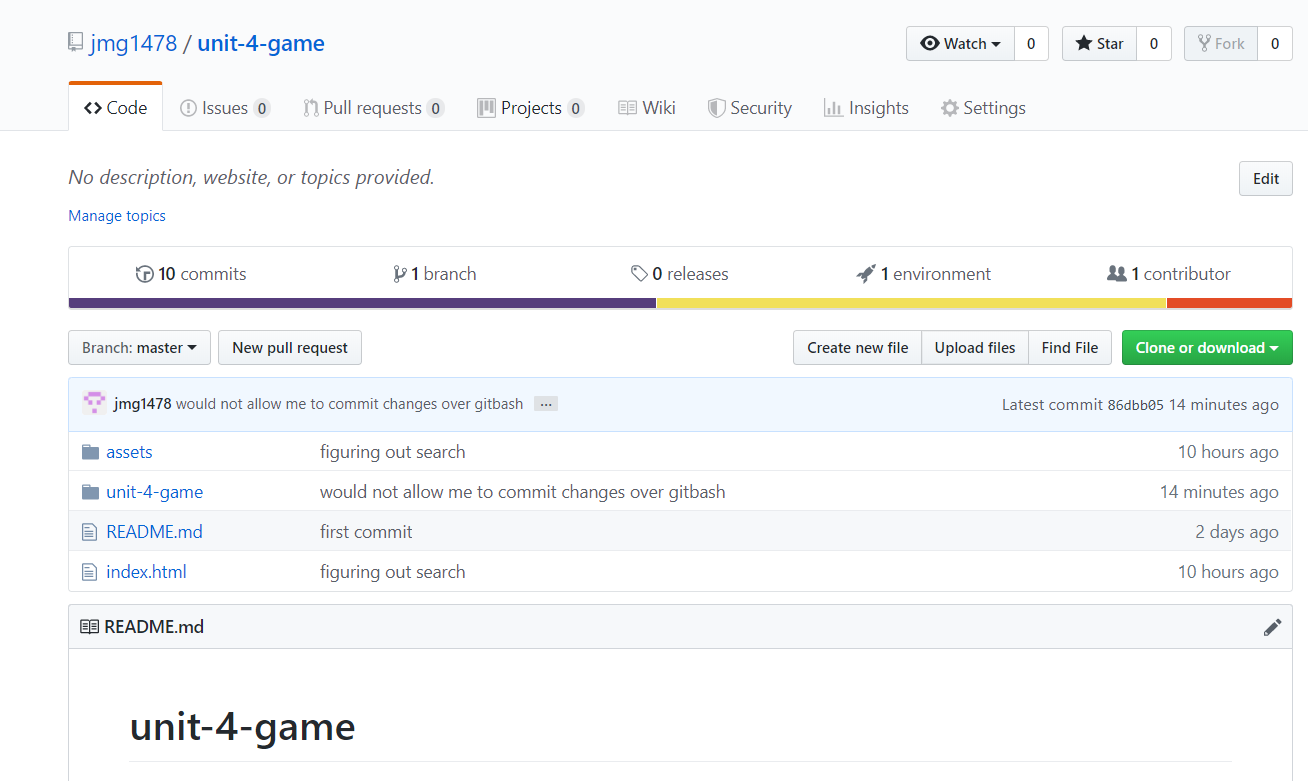 jmg1478 / unit-4-game
Watch 0 Star 0 Fork 0
Code Issues 0 Pull requests 0 Projects 0 Wiki Security Insights Settings
No description, website, or topics provided. Edit
Manage topics
10 commits 1 branch 0 releases 1 environment 1 contributor
Branch: master New pull request Create new file Upload files Find File Clone or download
jmg1478 would not allow me to commit changes over gitbash ... Latest commit 86dbb05 14 minutes ago
assets figuring out search 10 hours ago
unit-4-game would not allow me to commit changes over gitbash 14 minutes ago
README.md first commit 2 days ago
index.html figuring out search 10 hours ago
README.md
unit-4-game